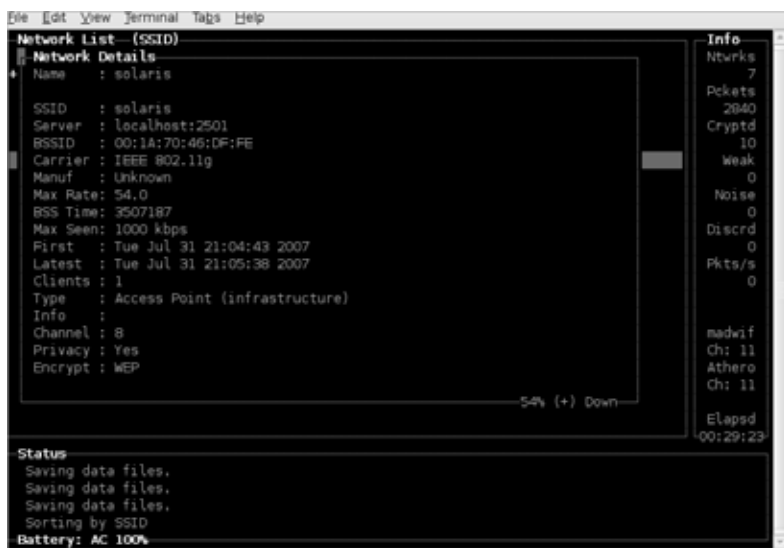 File Edit View Terminal Tabs Help
Network List (SSID)
Network Details
+ Name : solaris
SSID : solaris
Server : localhost:2501
BSSID : 00:1A:70:46:DF:FE
Carrier : IEEE 802.11g
Manuf : Unknown
Max Rate: 54.0
BSS Time: 3507187
Max Seen: 1000 kbps
First : Tue Jul 31 21:04:43 2007
Latest : Tue Jul 31 21:05:38 2007
Clients : 1
Type : Access Point (infrastructure)
Info :
Channel : 8
Privacy : Yes
Encrypt : WEP
54% (+) Down
Info
Ntwrks
7
Pckets
2840
Cryptd
10
Weak
0
Noise
0
Discrd
0
Pkts/s
0
madwif
Ch: 11
Athero
Ch: 11
Elapsd
00:29:23
Status
Saving data files.
Saving data files.
Saving data files.
Sorting by SSID
Battery: AC 100%